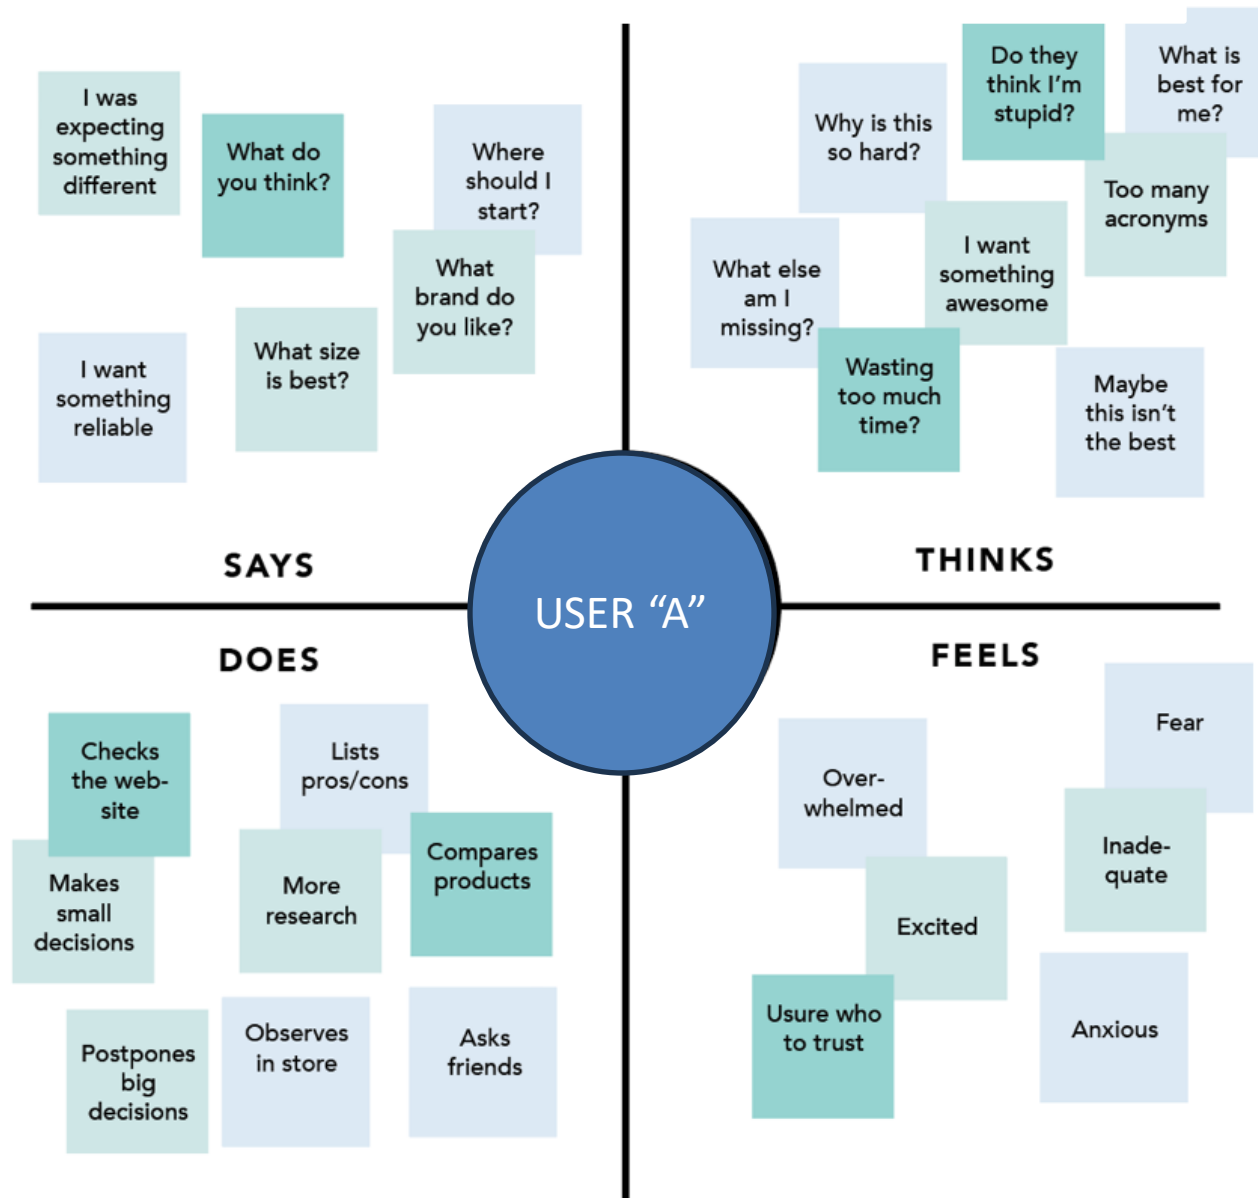 I was
expecting
something
different
What do
you think?
Where
should I
start?
What
brand do
you like?
What size
is best?
I want
something
reliable
SAYS
Do they
think I'm
stupid?
What is
best for
me?
Why is this
so hard?
Too many
acronyms
I want
something
awesome
What else
am I
missing?
Wasting
too much
time?
Maybe
this isn't
the best
THINKS
USER “A”
DOES
Checks
the web-
site
Lists
pros/cons
Compares
products
Makes
small
decisions
More
research
Postpones
big
decisions
Observes
in store
Asks
friends
FEELS
Fear
Over-
whelmed
Inade-
quate
Excited
Usure who
to trust
Anxious